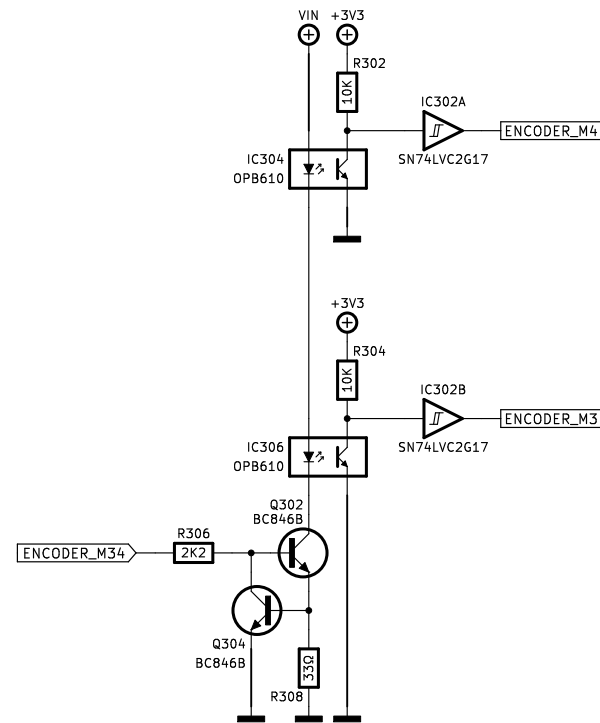 VIN
+3V3
R302
10K
IC302A
ENCODER_M4
SN74LVC2G17
IC304
OPB610
+3V3
R304
10K
IC302B
ENCODER_M3
SN74LVC2G17
IC306
OPB610
Q302
BC846B
R306
ENCODER_M34
2K2
Q304
BC846B
33Ω
R308